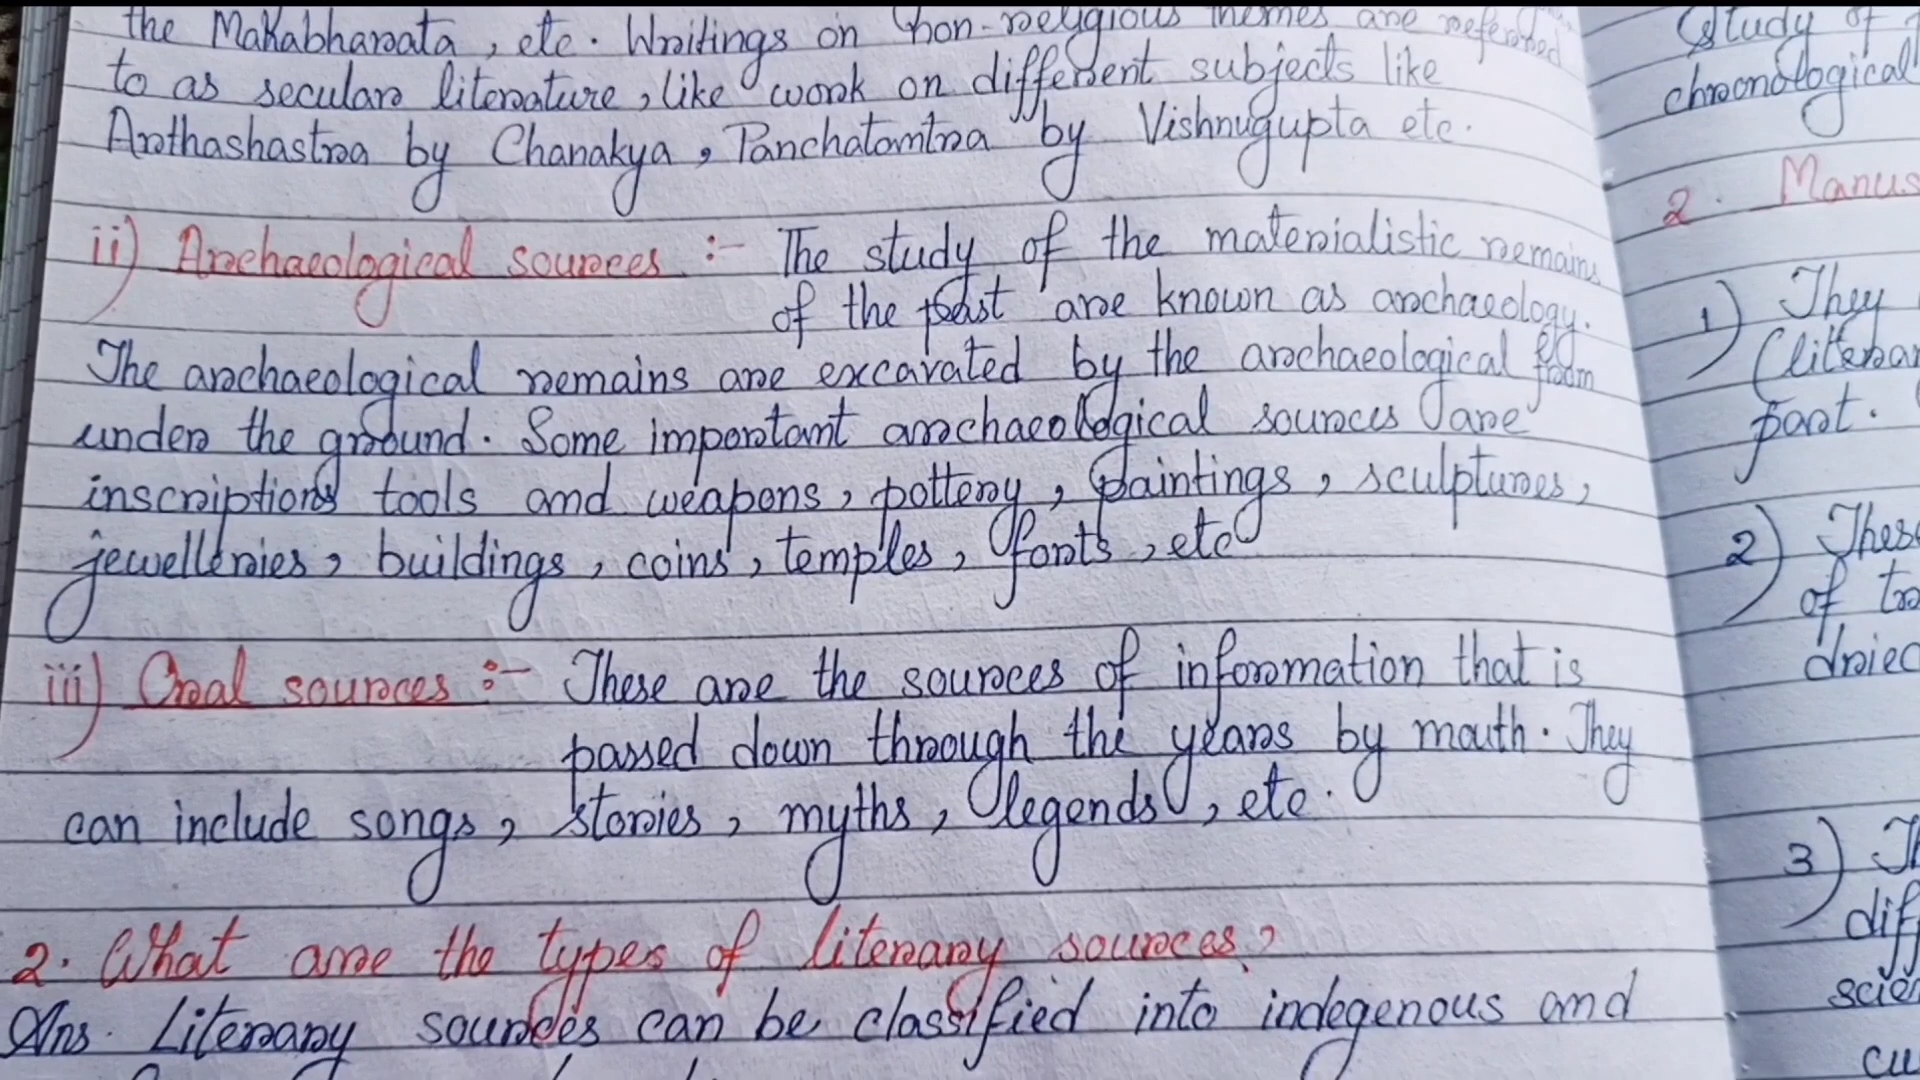 the Mahabharata, etc. Writings on non-religious themes are referred
to as secular literature, like work on different subjects like
Arthashastra by Chanakya, Panchatantra by Vishnugupta etc.
ii) Archaeological sources :- The study of the materialistic remains
of the past are known as archaeology.
The archaeological remains are excavated by the archaeological from
under the ground. Some important archaeological sources are
inscriptions tools and weapons, pottery, paintings, sculptures,
jewelleries, buildings, coins, temples, forts, etc
iii) Oral sources :- These are the sources of information that is
passed down through the years by mouth. They
can include songs, stories, myths, legends, etc.
2. What are the types of literary sources?
Ans. Literary sources can be classified into indegenous and
Study of
chronological
2. Manus
1) They
(literar
part.
2) These
of tr
dried
3) Th
diff
scien
cu